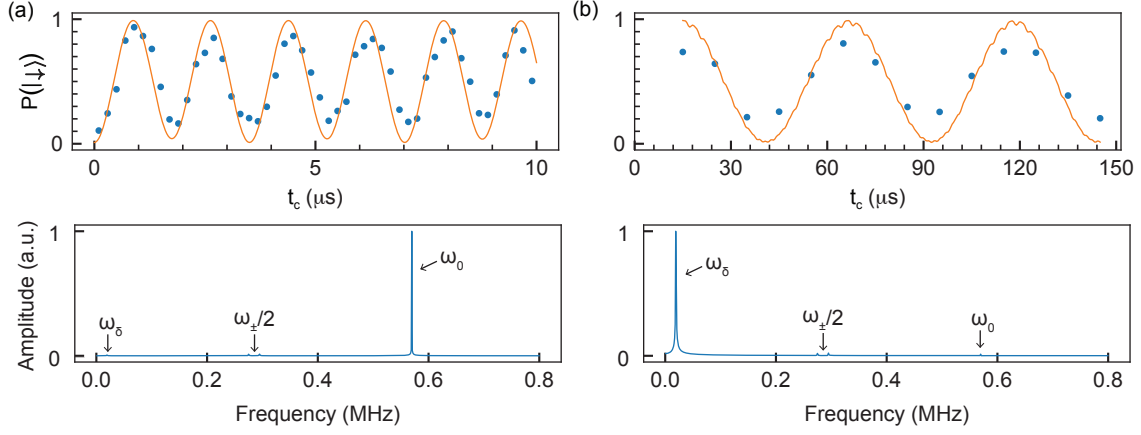 (a)
1
P(|↓⟩)
0
0 5 10
t_c (μs)
(b)
1
0
0 30 60 90 120 150
t_c (μs)
Amplitude (a.u.)
1
0
ω_δ
ω_±/2
ω_0
0.0 0.2 0.4 0.6 0.8
Frequency (MHz)
1
0
ω_δ
ω_±/2
ω_0
0.0 0.2 0.4 0.6 0.8
Frequency (MHz)